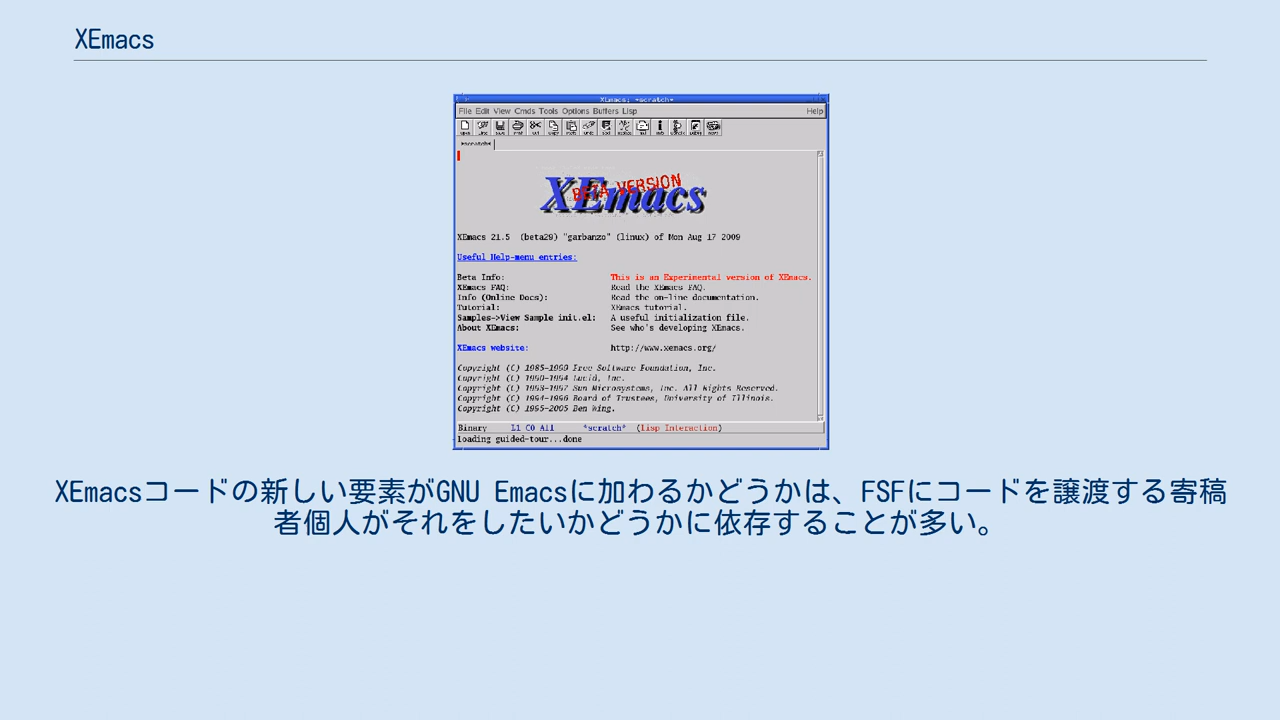 XEmacs
XEmacs: *scratch*
File Edit View Cmds Tools Options Buffers Lisp Help
*scratch*
XEmacs
BETA VERSION
XEmacs 21.5 (beta29) "garbanzo" (linux) of Mon Aug 17 2009
Useful Help-menu entries:
Beta Info: This is an Experimental version of XEmacs.
XEmacs FAQ: Read the XEmacs FAQ.
Info (Online Docs): Read the on-line documentation.
Tutorial: XEmacs tutorial.
Samples->View Sample init.el: A useful initialization file.
About XEmacs: See who's developing XEmacs.
XEmacs website: http://www.xemacs.org/
Copyright (C) 1985-1999 Free Software Foundation, Inc.
Copyright (C) 1990-1994 Lucid, Inc.
Copyright (C) 1993-1997 Sun Microsystems, Inc. All Rights Reserved.
Copyright (C) 1994-1996 Board of Trustees, University of Illinois.
Copyright (C) 1995-2005 Ben Wing.
Binary L1 C0 All *scratch* (Lisp Interaction)
loading guided-tour...done
XEmacsコードの新しい要素がGNU Emacsに加わるかどうかは、FSFにコードを譲渡する寄稿
者個人がそれをしたいかどうかに依存することが多い。